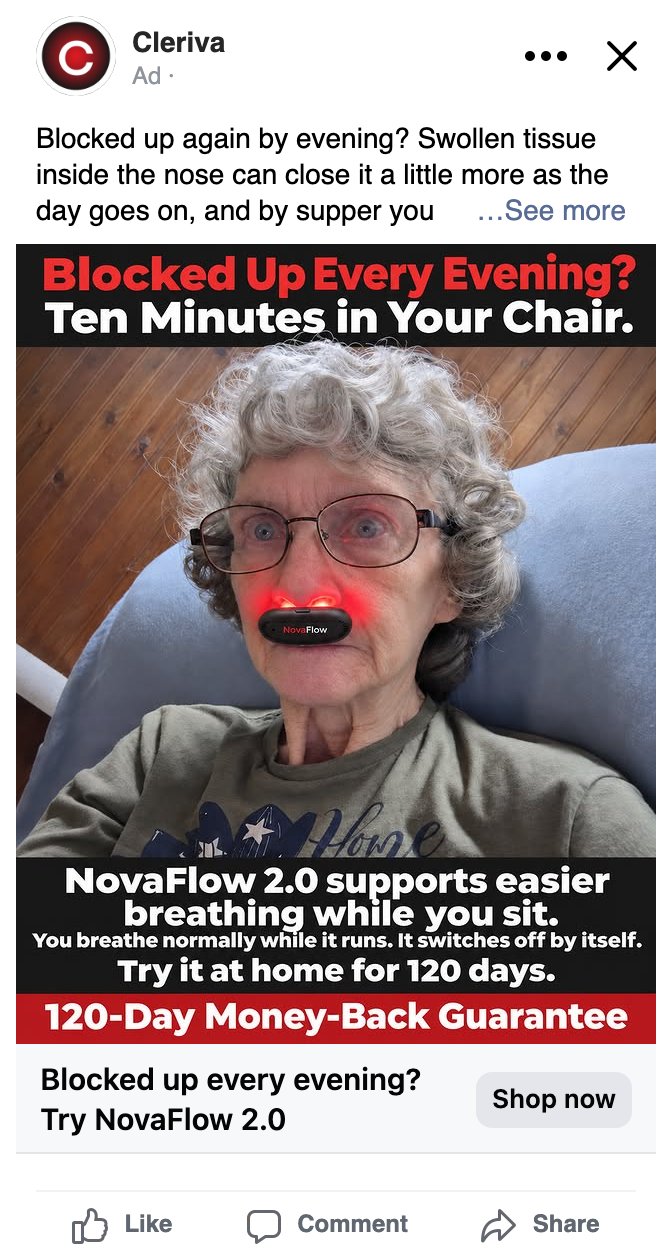 C
Cleriva
Ad ·
Blocked up again by evening? Swollen tissue
inside the nose can close it a little more as the
day goes on, and by supper you ...See more
Blocked Up Every Evening?
Ten Minutes in Your Chair.
NovaFlow
Home
NovaFlow 2.0 supports easier
breathing while you sit.
You breathe normally while it runs. It switches off by itself.
Try it at home for 120 days.
120-Day Money-Back Guarantee
Blocked up every evening?
Try NovaFlow 2.0
Shop now
Like Comment Share